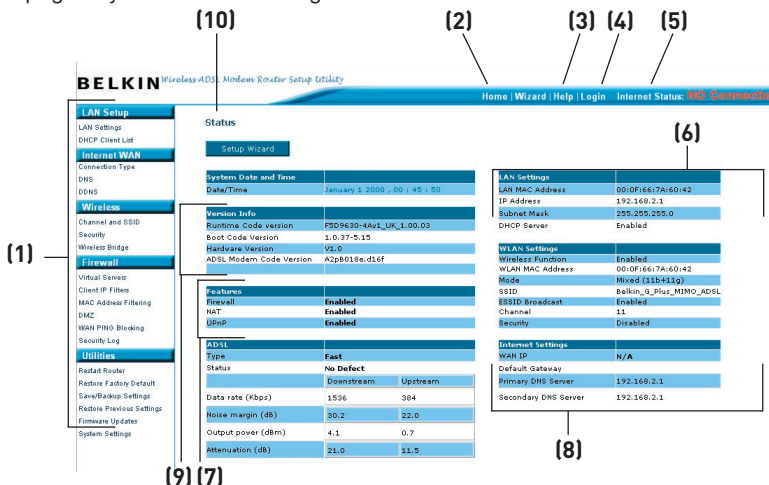 (10) (2) (3) (4) (5)
BELKIN Wireless ADSL Modem Router Setup Utility
Home | Wizard | Help | Login Internet Status: NO Connectio
LAN Setup
LAN Settings
DHCP Client List
Internet WAN
Connection Type
DNS
DDNS
Wireless
Channel and SSID
Security
Wireless Bridge
(1)
Firewall
Virtual Servers
Client IP Filters
MAC Address Filtering
DMZ
WAN PING Blocking
Security Log
Utilities
Restart Router
Restore Factory Default
Save/Backup Settings
Restore Previous Settings
Firmware Updates
System Settings
Status
Setup Wizard
System Date and Time
Date/Time January 1 2000 , 00 : 45 : 50
Version Info
Runtime Code version F5D9630-4Av1_UK_1.00.03
Boot Code Version 1.0.37-5.15
Hardware Version V1.0
ADSL Modem Code Version A2pB018e.d16f
Features
Firewall Enabled
NAT Enabled
UPnP Enabled
ADSL
Type Fast
Status No Defect
Downstream Upstream
Data rate (Kbps) 1536 384
Noise margin (dB) 30.2 22.0
Output power (dBm) 4.1 0.7
Attenuation (dB) 21.0 11.5
(9) (7)
(6)
LAN Settings
LAN MAC Address 00:0F:66:7A:60:42
IP Address 192.168.2.1
Subnet Mask 255.255.255.0
DHCP Server Enabled
WLAN Settings
Wireless Function Enabled
WLAN MAC Address 00:0F:66:7A:60:42
Mode Mixed (11b+11g)
SSID Belkin_G_Plus_MIMO_ADSL
ESSID Broadcast Enabled
Channel 11
Security Disabled
Internet Settings
WAN IP N/A
Default Gateway
Primary DNS Server 192.168.2.1
Secondary DNS Server 192.168.2.1
(8)